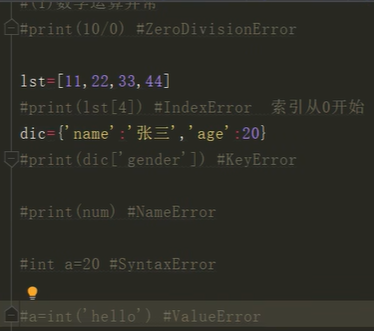 #(1)数学运算异常
#print(10/0) #ZeroDivisionError
lst=[11,22,33,44]
#print(lst[4]) #IndexError 索引从0开始
dic={'name':'张三','age':20}
#print(dic['gender']) #KeyError
#print(num) #NameError
#int a=20 #SyntaxError
#a=int('hello') #ValueError